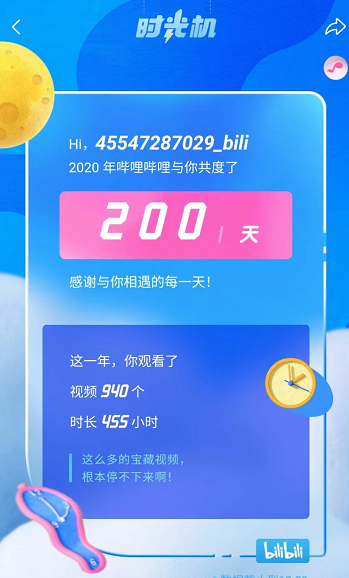 时光机
Hi，45547287029_bili
2020 年哔哩哔哩与你共度了
200 / 天
感谢与你相遇的每一天！
这一年，你观看了
视频 940 个
时长 455 小时
这么多的宝藏视频，
根本停不下来啊！
6
bilibili